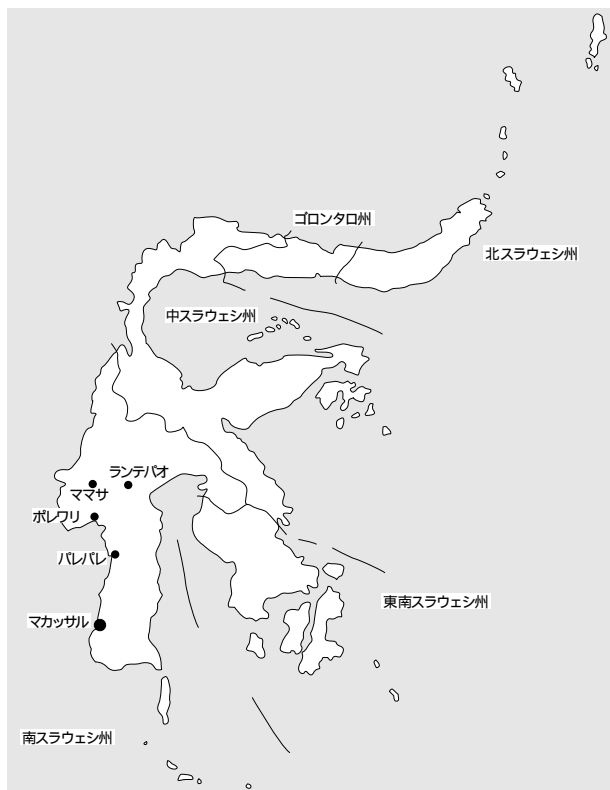 ゴロンタロ州
北スラウェシ州
中スラウェシ州
ランテパオ
ママサ
ポレワリ
パレパレ
東南スラウェシ州
マカッサル
南スラウェシ州